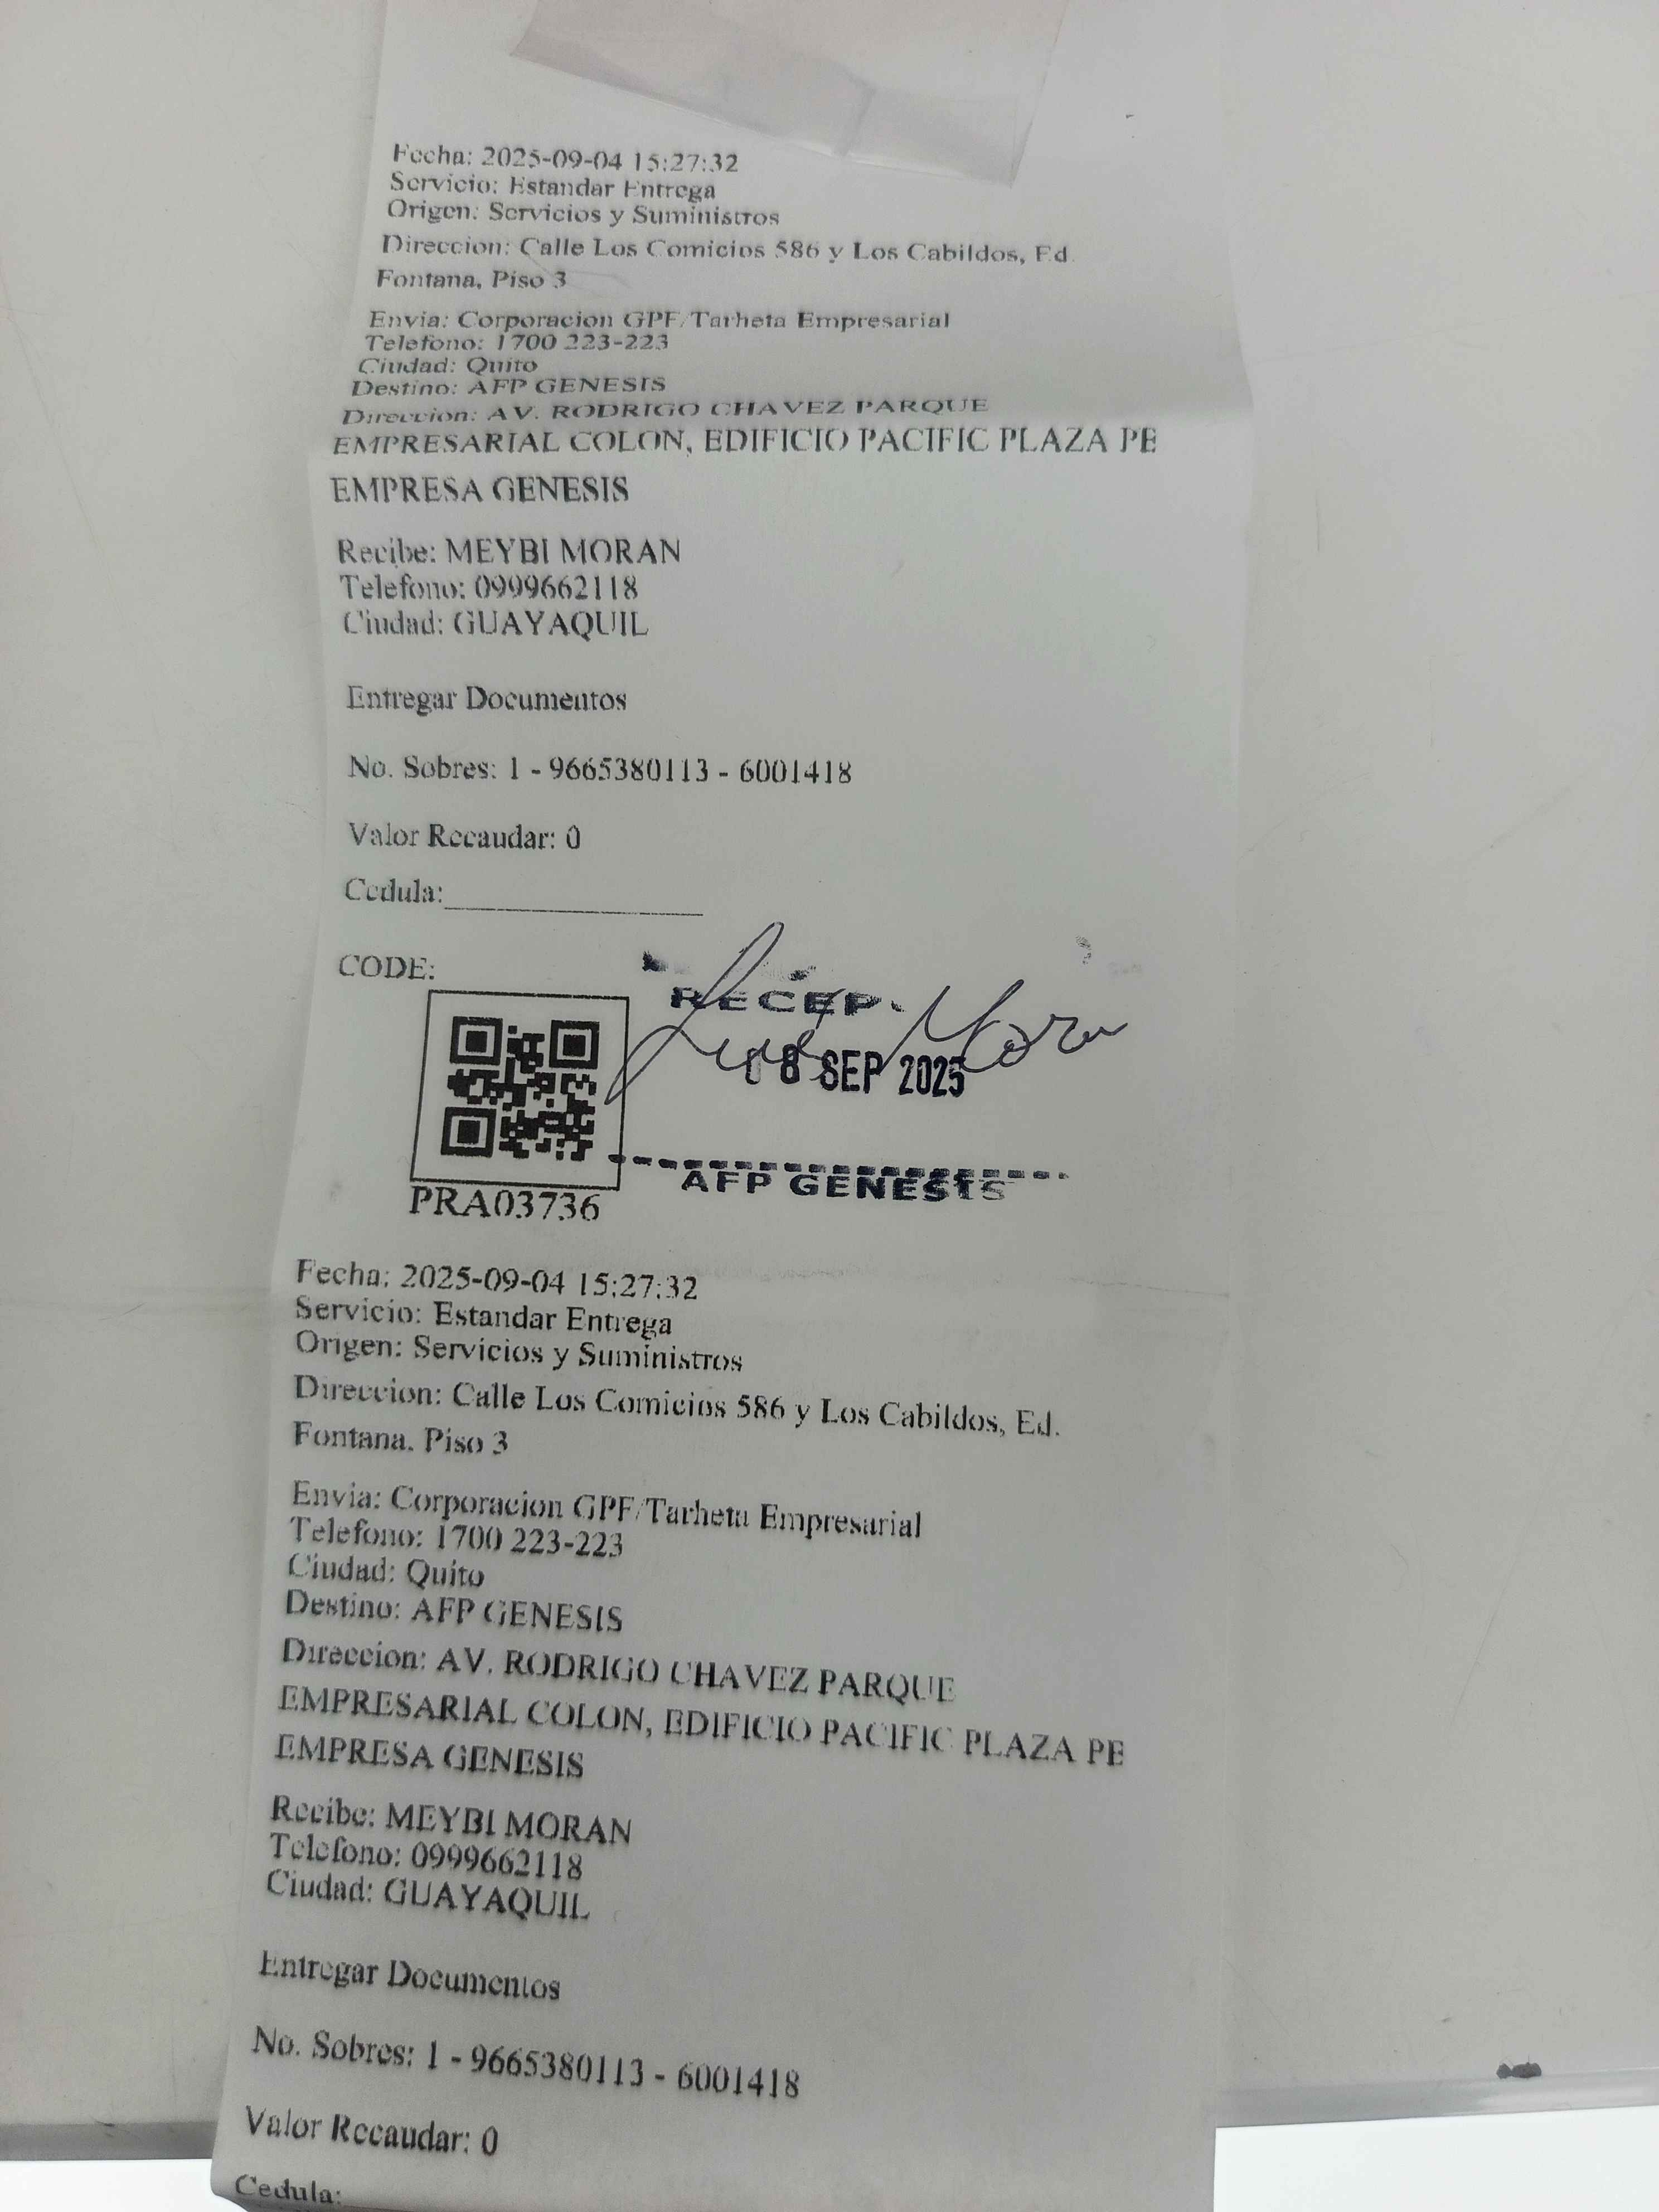 Fecha: 2025-09-04 15:27:32
Servicio: Estandar Entrega
Origen: Servicios y Suministros
Direccion: Calle Los Comicios 586 y Los Cabildos, Ed.
Fontana, Piso 3
Envia: Corporacion GPF/Tarheta Empresarial
Telefono: 1700 223-223
Ciudad: Quito
Destino: AFP GENESIS
Direccion: AV. RODRIGO CHAVEZ PARQUE
EMPRESARIAL COLON, EDIFICIO PACIFIC PLAZA PE
EMPRESA GENESIS
Recibe: MEYBI MORAN
Telefono: 0999662118
Ciudad: GUAYAQUIL
Entregar Documentos
No. Sobres: 1 - 9665380113 - 6001418
Valor Recaudar: 0
Cedula:
CODE:
RECEP.
Luis Moran
08 SEP 2025
AFP GENESIS
PRA03736
Fecha: 2025-09-04 15:27:32
Servicio: Estandar Entrega
Origen: Servicios y Suministros
Direccion: Calle Los Comicios 586 y Los Cabildos, Ed.
Fontana, Piso 3
Envia: Corporacion GPF/Tarheta Empresarial
Telefono: 1700 223-223
Ciudad: Quito
Destino: AFP GENESIS
Direccion: AV. RODRIGO CHAVEZ PARQUE
EMPRESARIAL COLON, EDIFICIO PACIFIC PLAZA PE
EMPRESA GENESIS
Recibe: MEYBI MORAN
Telefono: 0999662118
Ciudad: GUAYAQUIL
Entregar Documentos
No. Sobres: 1 - 9665380113 - 6001418
Valor Recaudar: 0
Cedula: